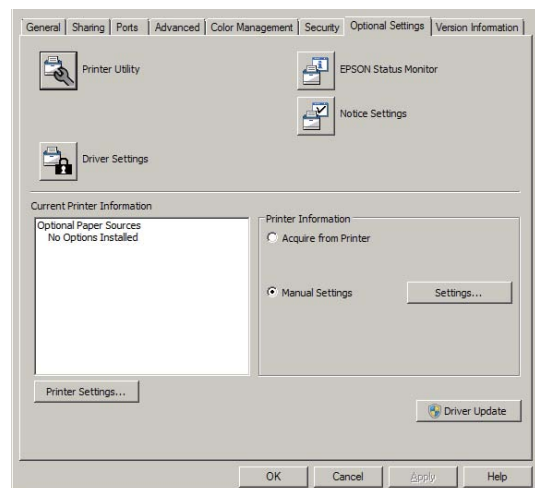 General Sharing Ports Advanced Color Management Security Optional Settings Version Information
Printer Utility
EPSON Status Monitor
Notice Settings
Driver Settings
Current Printer Information
Optional Paper Sources
No Options Installed
Printer Information
Acquire from Printer
Manual Settings
Settings...
Printer Settings...
Driver Update
OK Cancel Apply Help